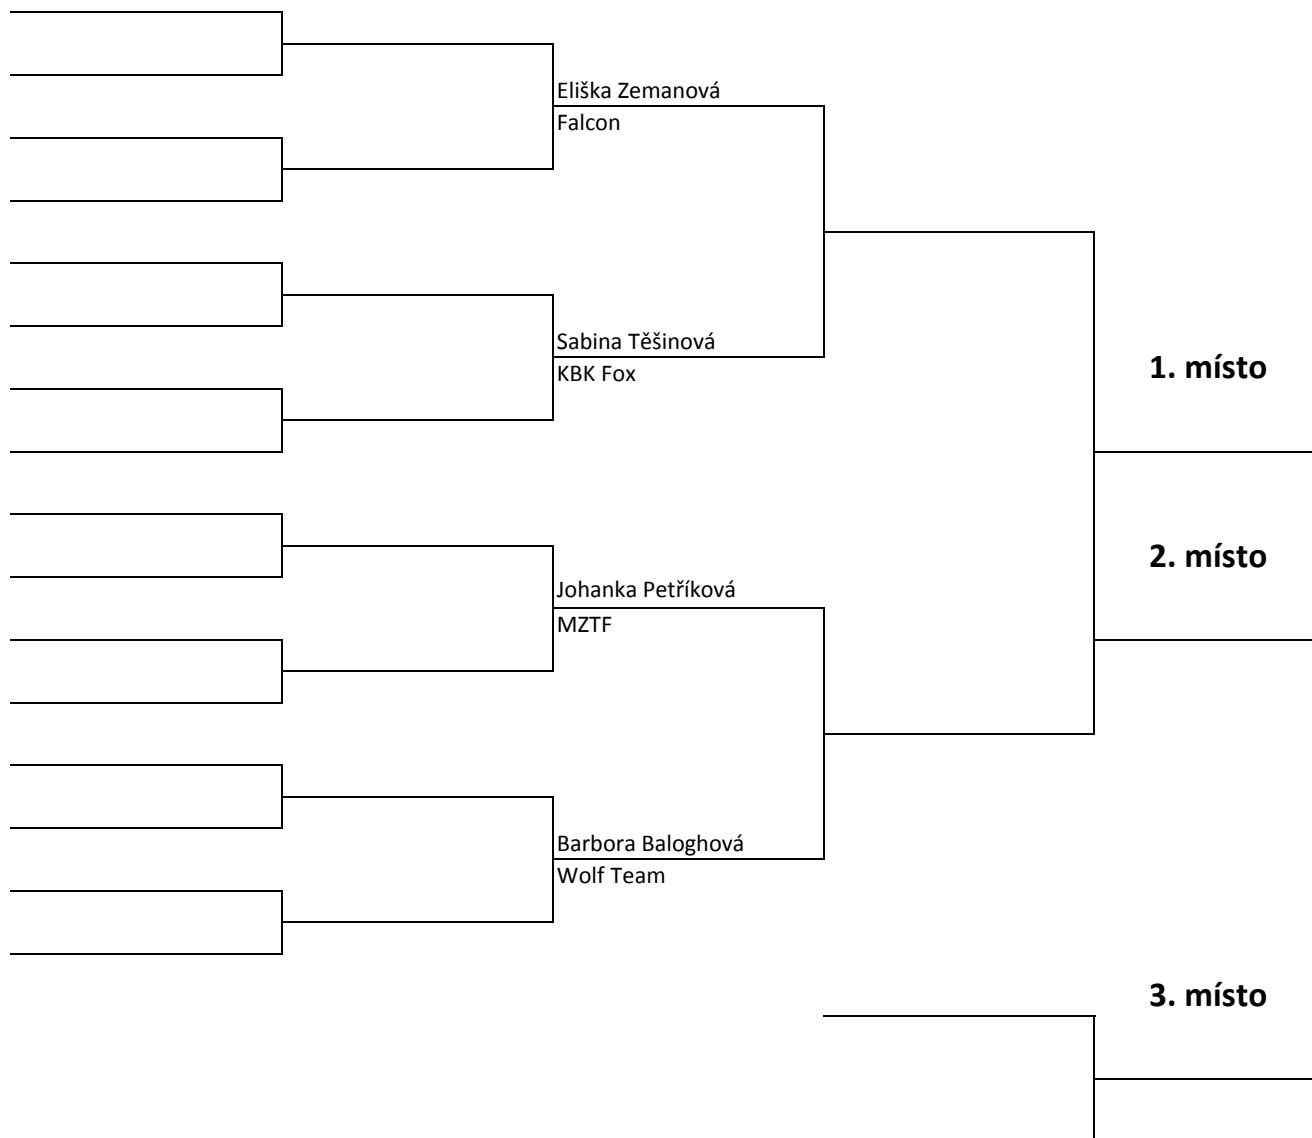 Eliška Zemanová
Falcon
Sabina Těšinová
KBK Fox
1. místo
2. místo
Johanka Petříková
MZTF
Barbora Baloghová
Wolf Team
3. místo